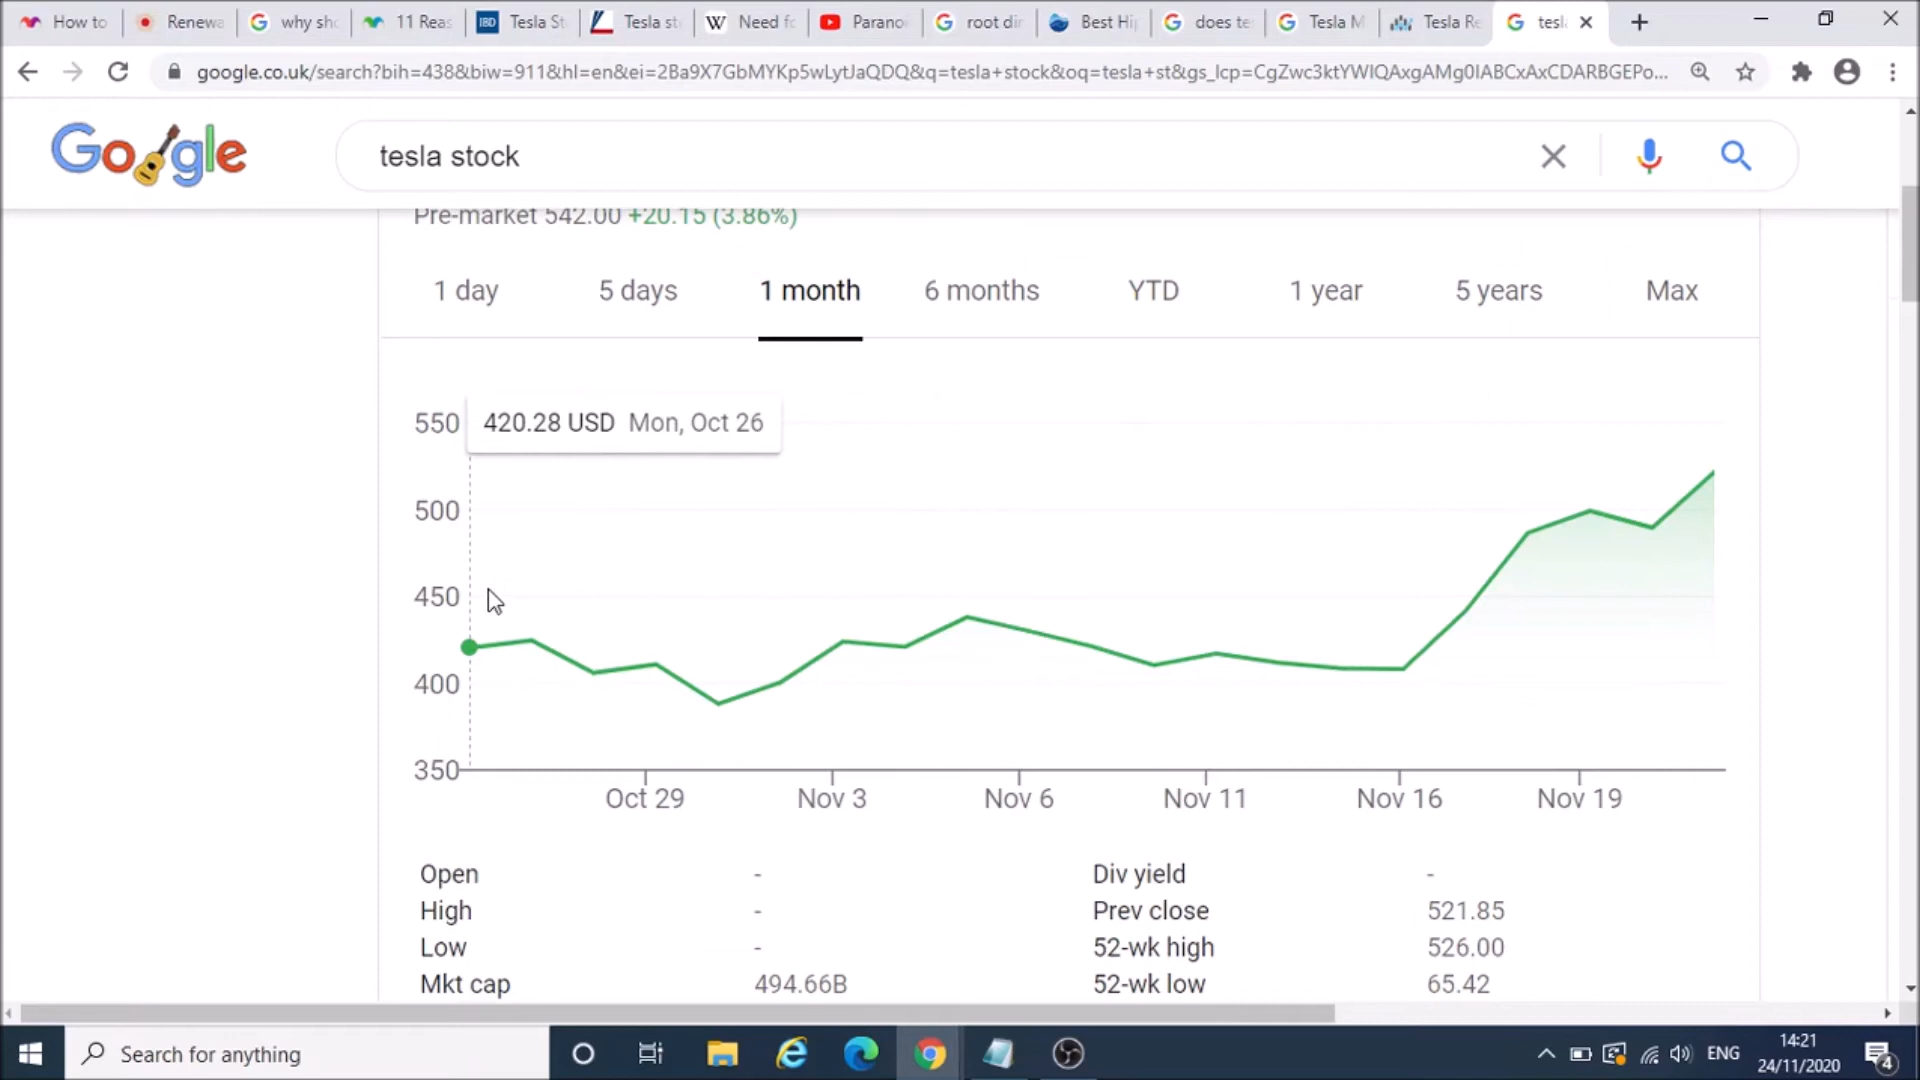 How to
Renewa
why sho
11 Reas
IBD
Tesla St
Tesla st
W
Need fo
Parano
root dir
Best Hi
does te
Tesla M
Tesla Re
tesl
google.co.uk/search?bih=438&biw=911&hl=en&ei=2Ba9X7GbMYKp5wLytJaQDQ&q=tesla+stock&oq=tesla+st&gs_lcp=CgZwc3ktYWIQAxgAMg0IABCxAxCDARBGEPo...
Google
tesla stock
Pre-market 542.00 +20.15 (3.86%)
1 day
5 days
1 month
6 months
YTD
1 year
5 years
Max
550
420.28 USD Mon, Oct 26
500
450
400
350
Oct 29
Nov 3
Nov 6
Nov 11
Nov 16
Nov 19
Open -
Div yield -
High -
Prev close 521.85
Low -
52-wk high 526.00
Mkt cap 494.66B
52-wk low 65.42
Search for anything
ENG
14:21
24/11/2020
4